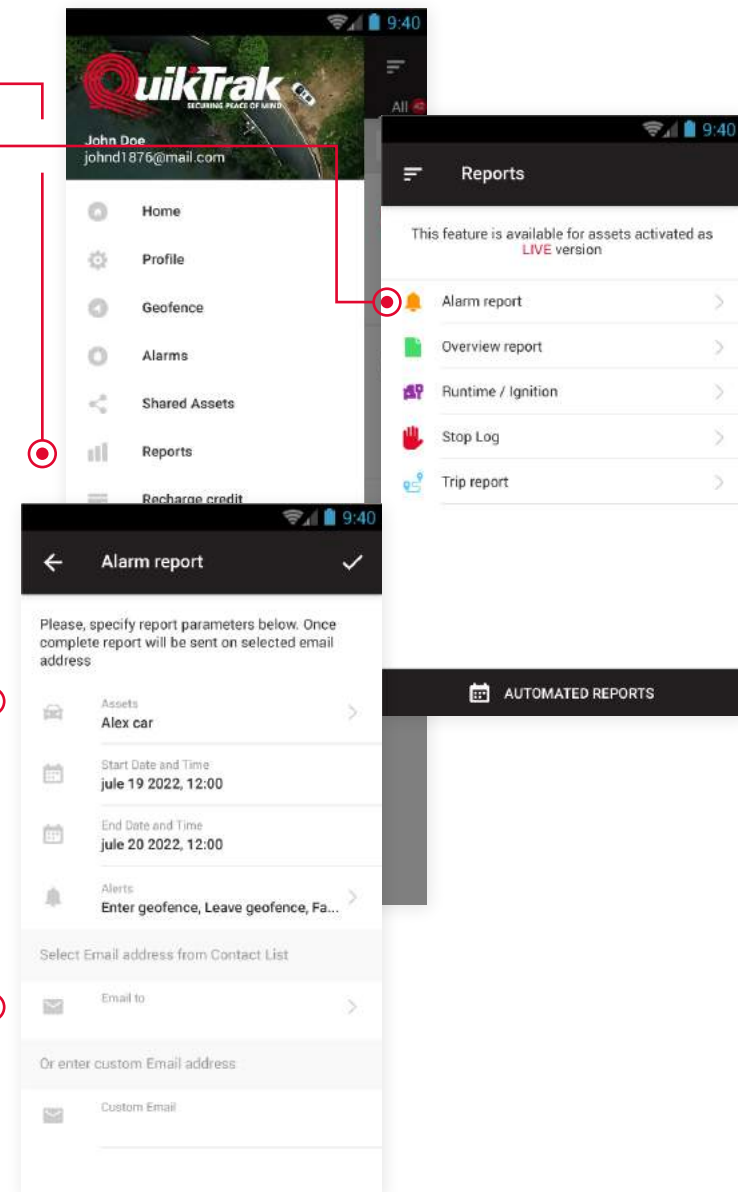 9:40
QuikTrak
SECURING PEACE OF MIND
John Doe
johnd1876@mail.com
All
Home
Profile
Geofence
Alarms
Shared Assets
Reports
Recharge credit
9:40
Reports
This feature is available for assets activated as
LIVE version
Alarm report
Overview report
Runtime / Ignition
Stop Log
Trip report
AUTOMATED REPORTS
9:40
Alarm report
Please, specify report parameters below. Once
complete report will be sent on selected email
address
Assets
Alex car
Start Date and Time
jule 19 2022, 12:00
End Date and Time
jule 20 2022, 12:00
Alerts
Enter geofence, Leave geofence, Fa...
Select Email address from Contact List
Email to
Or enter custom Email address
Custom Email